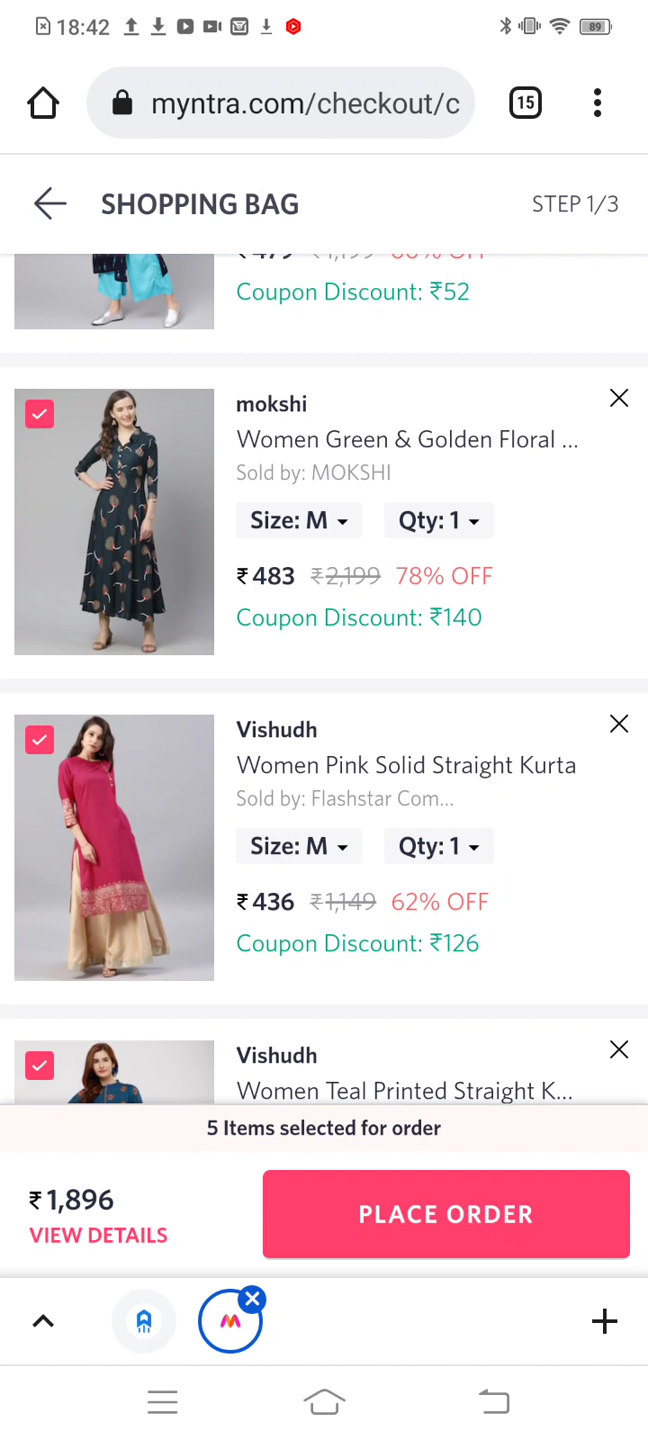 18:42
89
myntra.com/checkout/c
15
SHOPPING BAG
STEP 1/3
Coupon Discount: ₹52
mokshi
Women Green & Golden Floral ...
Sold by: MOKSHI
Size: M
Qty: 1
₹ 483 ₹2,199 78% OFF
Coupon Discount: ₹140
Vishudh
Women Pink Solid Straight Kurta
Sold by: Flashstar Com...
Size: M
Qty: 1
₹ 436 ₹1,149 62% OFF
Coupon Discount: ₹126
Vishudh
Women Teal Printed Straight K...
5 Items selected for order
₹ 1,896
VIEW DETAILS
PLACE ORDER